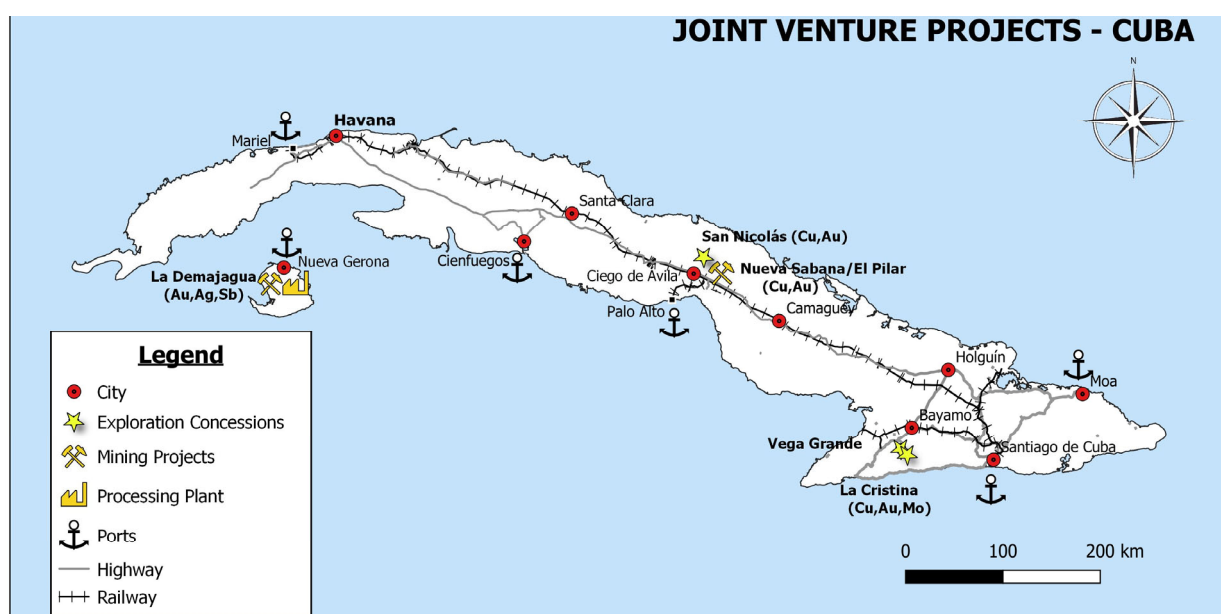 JOINT VENTURE PROJECTS - CUBA
N
Havana
Mariel
Santa Clara
San Nicolás (Cu,Au)
Nueva Gerona
Cienfuegos
La Demajagua
(Au,Ag,Sb)
Ciego de Avila
Nueva Sabana/El Pilar
(Cu,Au)
Palo Alto
Camaguey
Holguín
Moa
Bayamo
Vega Grande
Santiago de Cuba
La Cristina
(Cu,Au,Mo)
Legend
City
Exploration Concessions
Mining Projects
Processing Plant
Ports
Highway
Railway
0 100 200 km